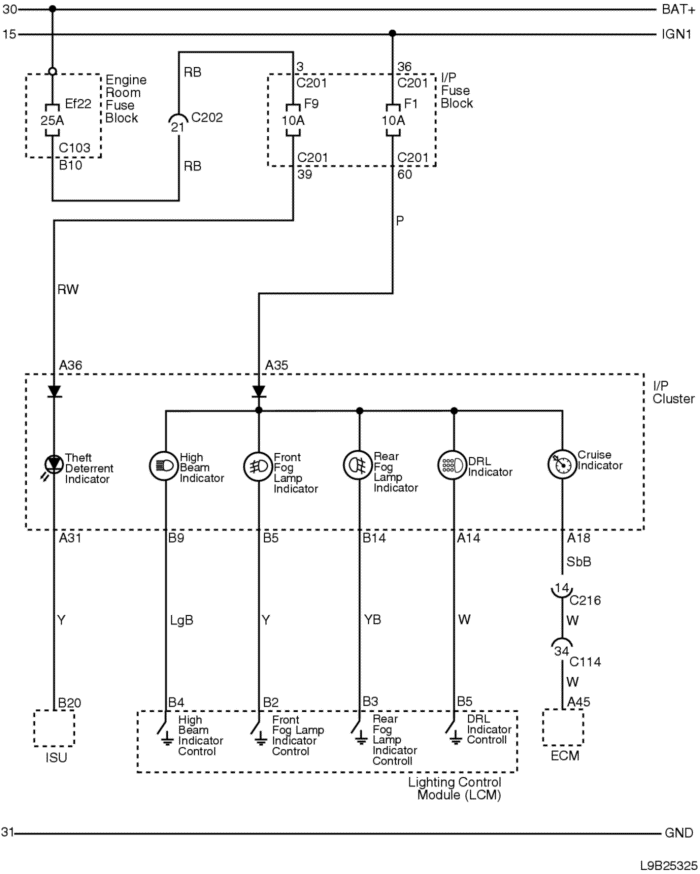 30
BAT+
15
IGN1
RB
3
C201
36
C201
I/P
Fuse
Block
Engine
Room
Fuse
Block
Ef22
25A
21
C202
F9
10A
F1
10A
C103
B10
RB
C201
39
C201
60
P
RW
A36
A35
I/P
Cluster
Theft
Deterrent
Indicator
High
Beam
Indicator
Front
Fog
Lamp
Indicator
Rear
Fog
Lamp
Indicator
DRL
Indicator
Cruise
Indicator
A31
B9
B5
B14
A14
A18
SbB
14
C216
Y
LgB
Y
YB
W
W
34
C114
W
B20
B4
B2
B3
B5
A45
High
Beam
Indicator
Control
Front
Fog Lamp
Indicator
Control
Rear
Fog
Lamp
Indicator
Controll
DRL
Indicator
Controll
ISU
ECM
Lighting Control
Module (LCM)
31
GND
L9B25325